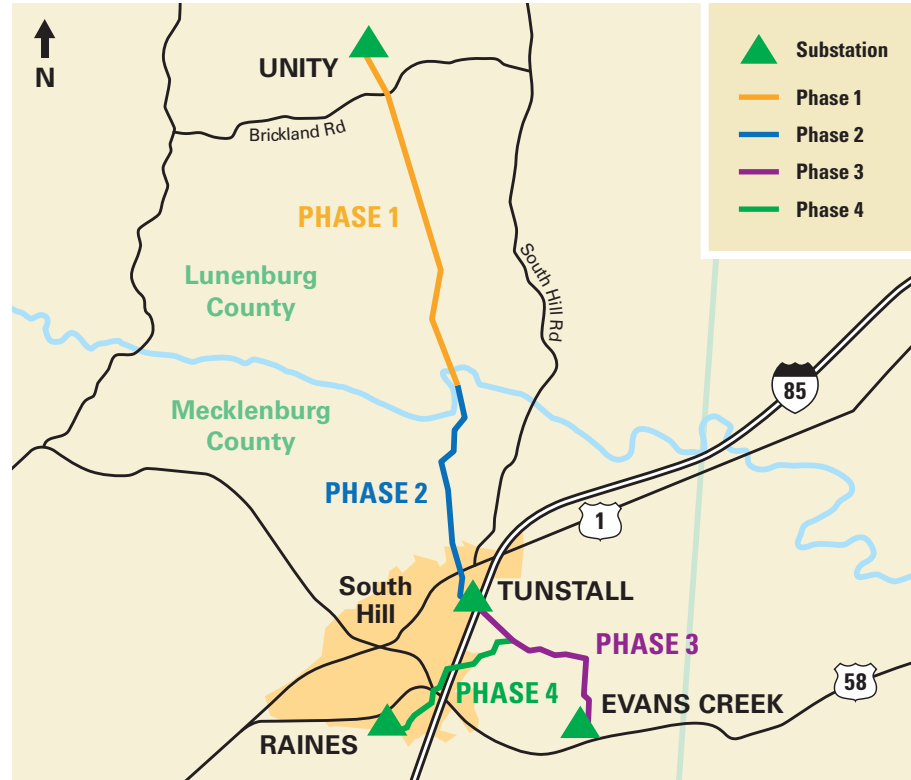 N
UNITY
Brickland Rd
PHASE 1
South Hill Rd
Lunenburg
County
Mecklenburg
County
85
PHASE 2
1
South
Hill
TUNSTALL
PHASE 3
PHASE 4
58
EVANS CREEK
RAINES
Substation
Phase 1
Phase 2
Phase 3
Phase 4